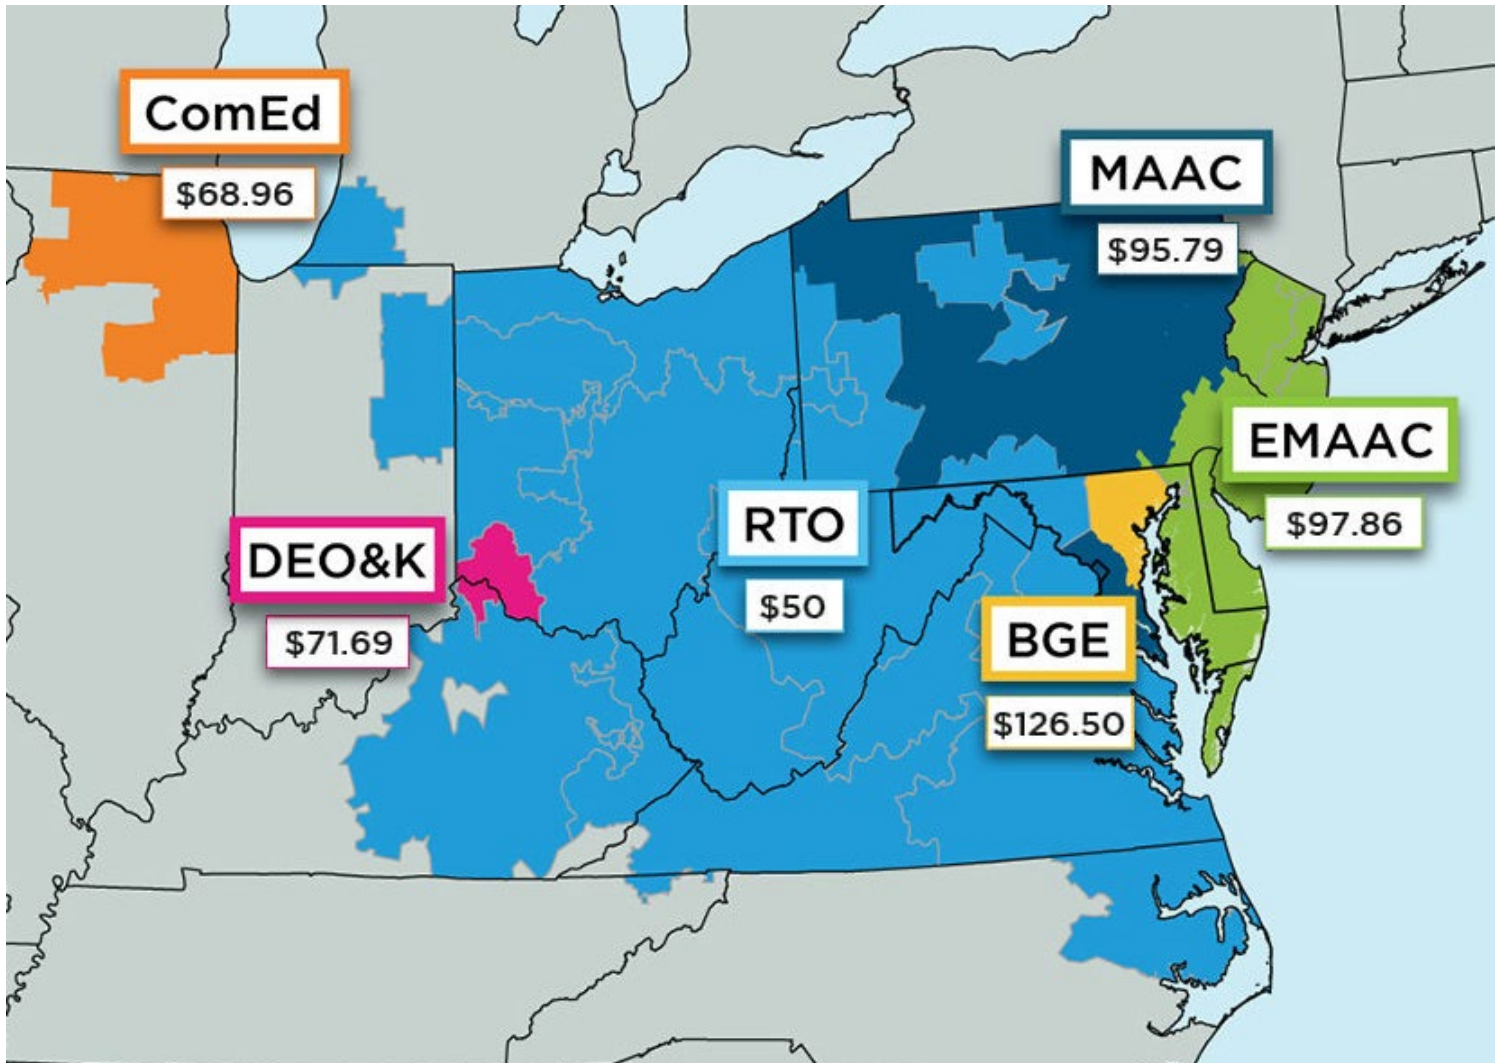 ComEd
$68.96
MAAC
$95.79
EMAAC
$97.86
RTO
$50
DEO&K
$71.69
BGE
$126.50